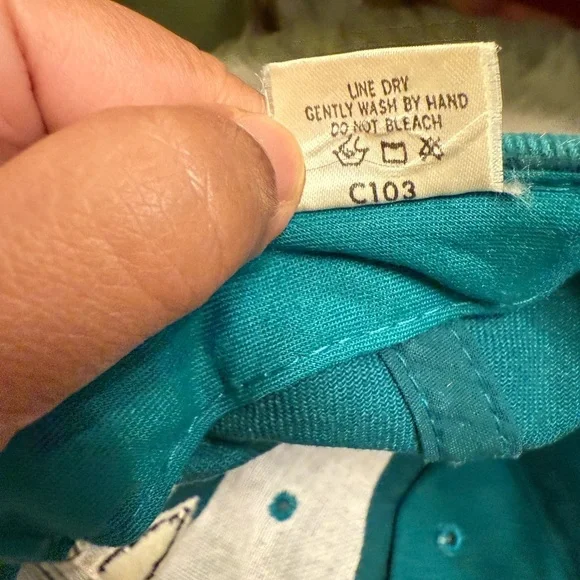 LINE DRY
GENTLY WASH BY HAND
DO NOT BLEACH
C103